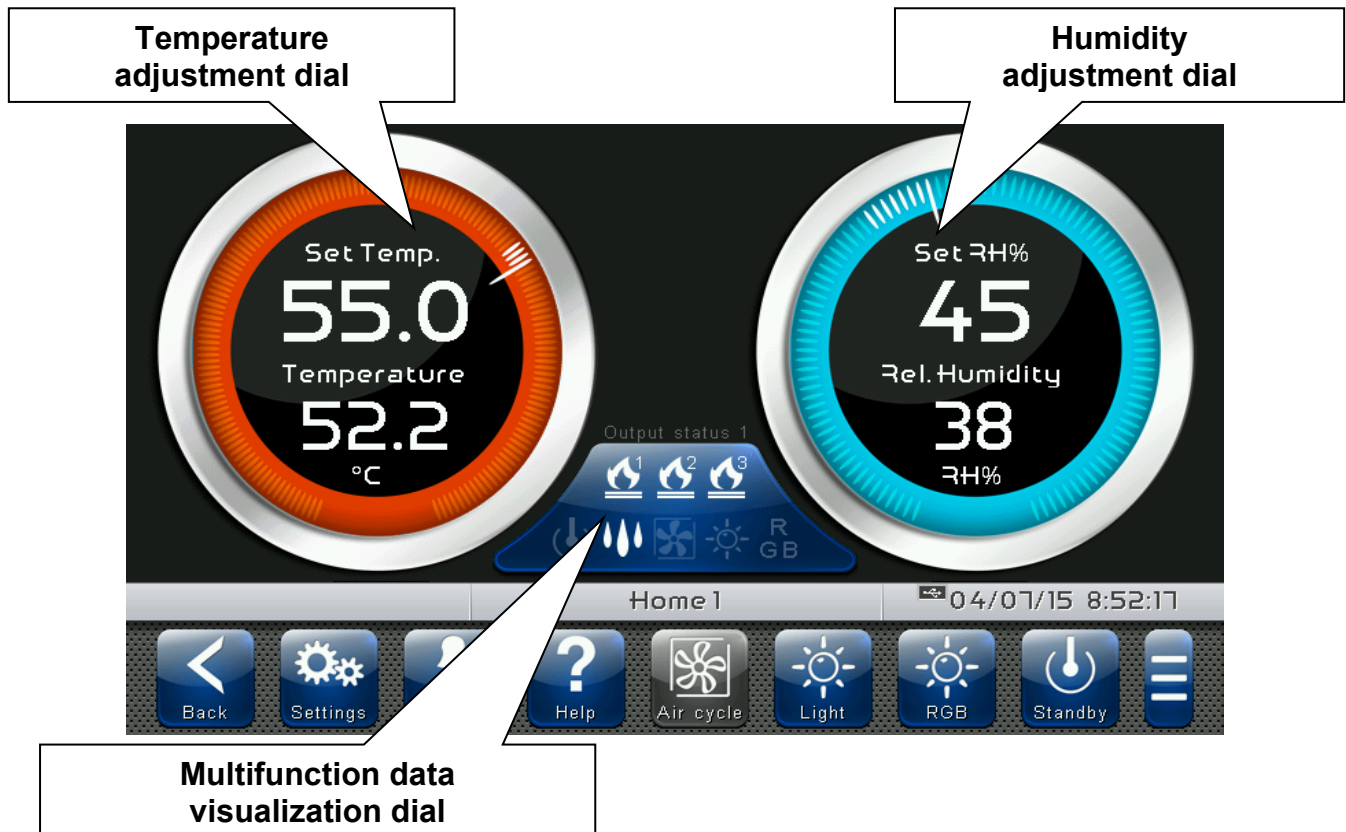 Temperature
adjustment dial
Humidity
adjustment dial
Set Temp.
55.0
Temperature
52.2
°C
Set RH%
45
Rel. Humidity
38
RH%
Output status 1
1 2 3
R
GB
Home 1
04/07/15 8:52:17
Back
Settings
Help
Air cycle
Light
RGB
Standby
Multifunction data
visualization dial